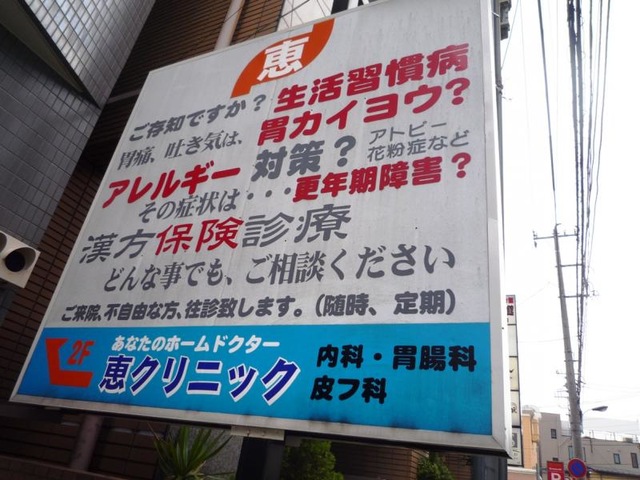 恵
ご存知ですか？生活習慣病
胃痛、吐き気は、胃カイヨウ？
アレルギー対策？アトピー
花粉症など
その症状は・・・更年期障害？
漢方保険診療
どんな事でも、ご相談ください
ご来院、不自由な方、往診致します。（随時、定期）
2F
あなたのホームドクター
恵クリニック
内科・胃腸科
皮フ科
P